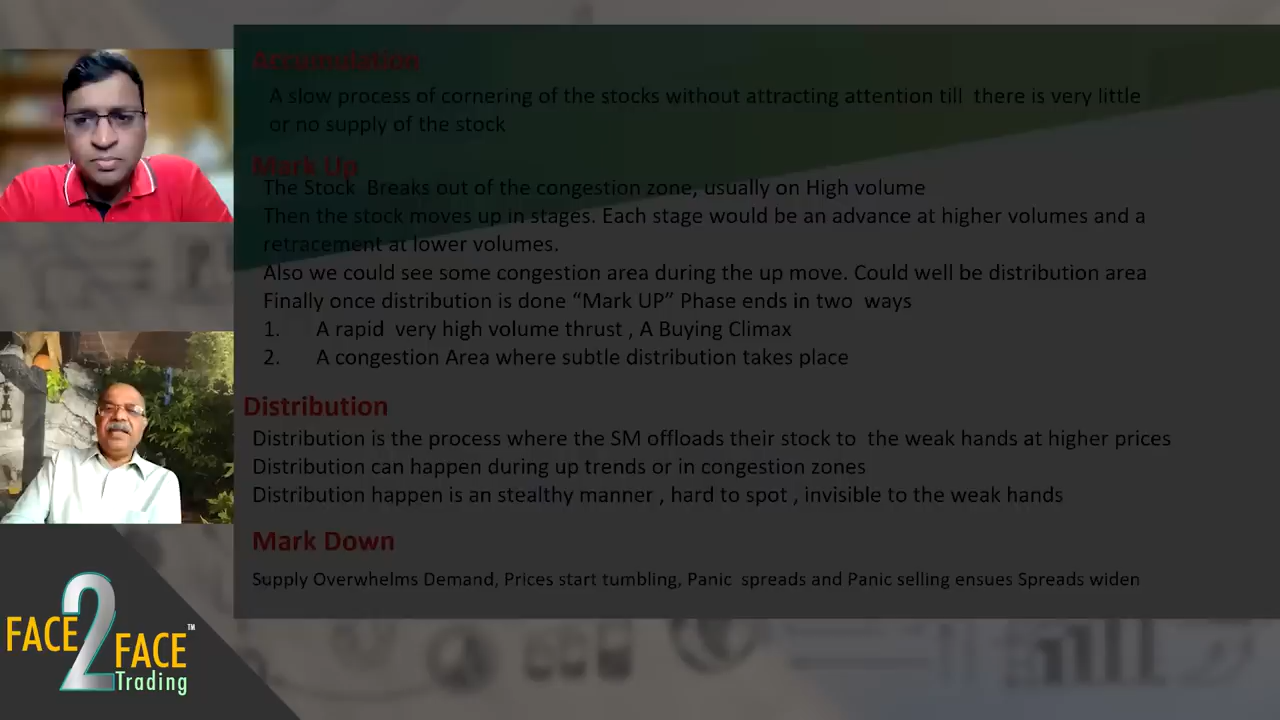 Accumulation
A slow process of cornering of the stocks without attracting attention till there is very little
or no supply of the stock
Mark Up
The Stock Breaks out of the congestion zone, usually on High volume
Then the stock moves up in stages. Each stage would be an advance at higher volumes and a
retracement at lower volumes.
Also we could see some congestion area during the up move. Could well be distribution area
Finally once distribution is done “Mark UP” Phase ends in two ways
1. A rapid very high volume thrust , A Buying Climax
2. A congestion Area where subtle distribution takes place
Distribution
Distribution is the process where the SM offloads their stock to the weak hands at higher prices
Distribution can happen during up trends or in congestion zones
Distribution happen is an stealthy manner , hard to spot , invisible to the weak hands
Mark Down
Supply Overwhelms Demand, Prices start tumbling, Panic spreads and Panic selling ensues Spreads widen
FACE 2 FACE ™
Trading